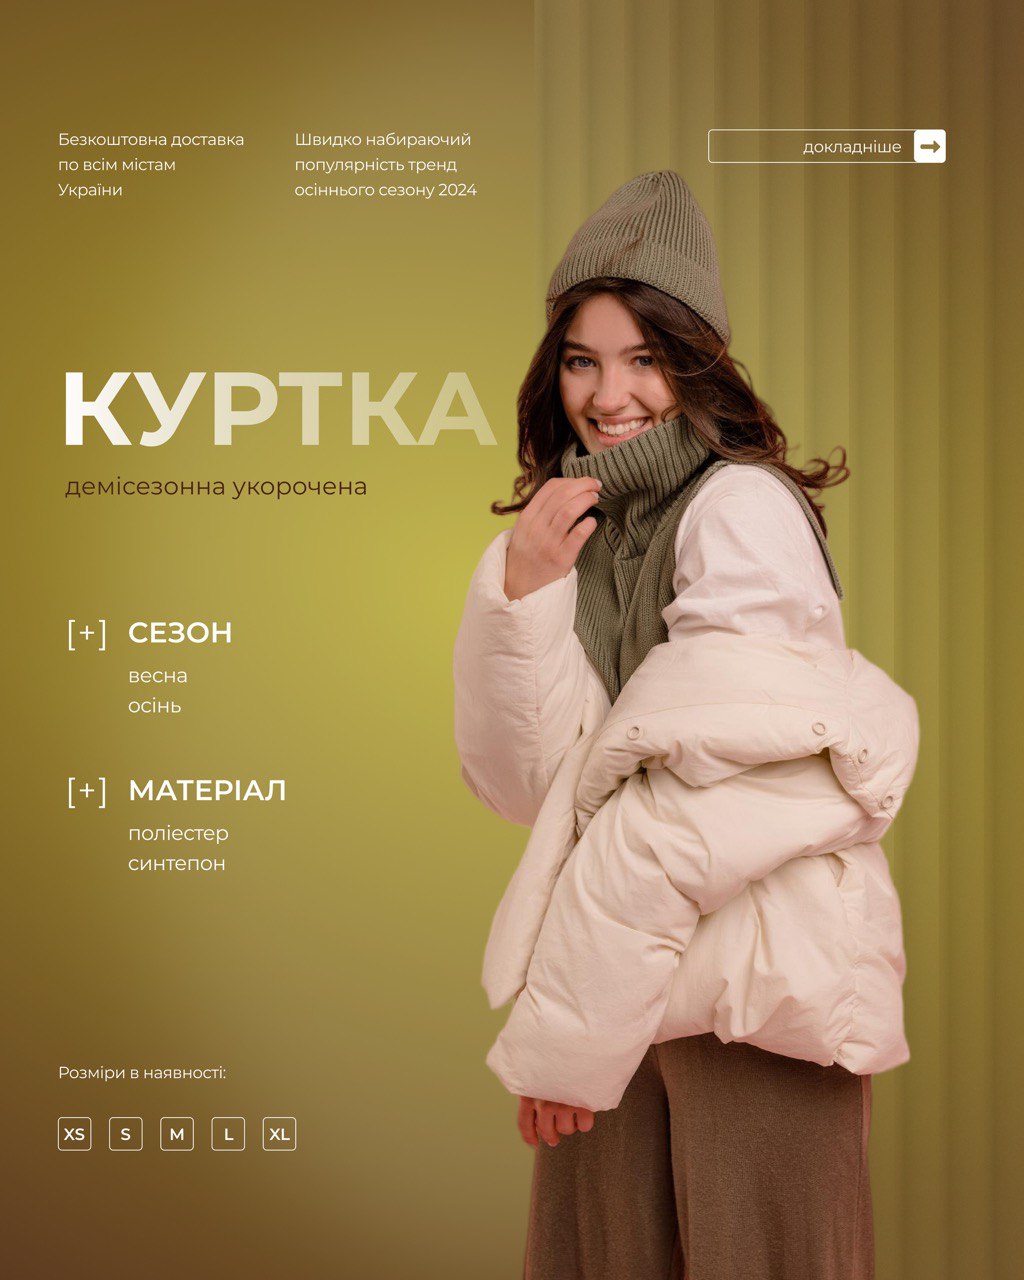 Безкоштовна доставка
по всім містам
України
Швидко набираючий
популярність тренд
осіннього сезону 2024
докладніше
КУРТКА
демісезонна укорочена
[+] СЕЗОН
весна
осінь
[+] МАТЕРІАЛ
поліестер
синтепон
Розміри в наявності:
XS S M L XL